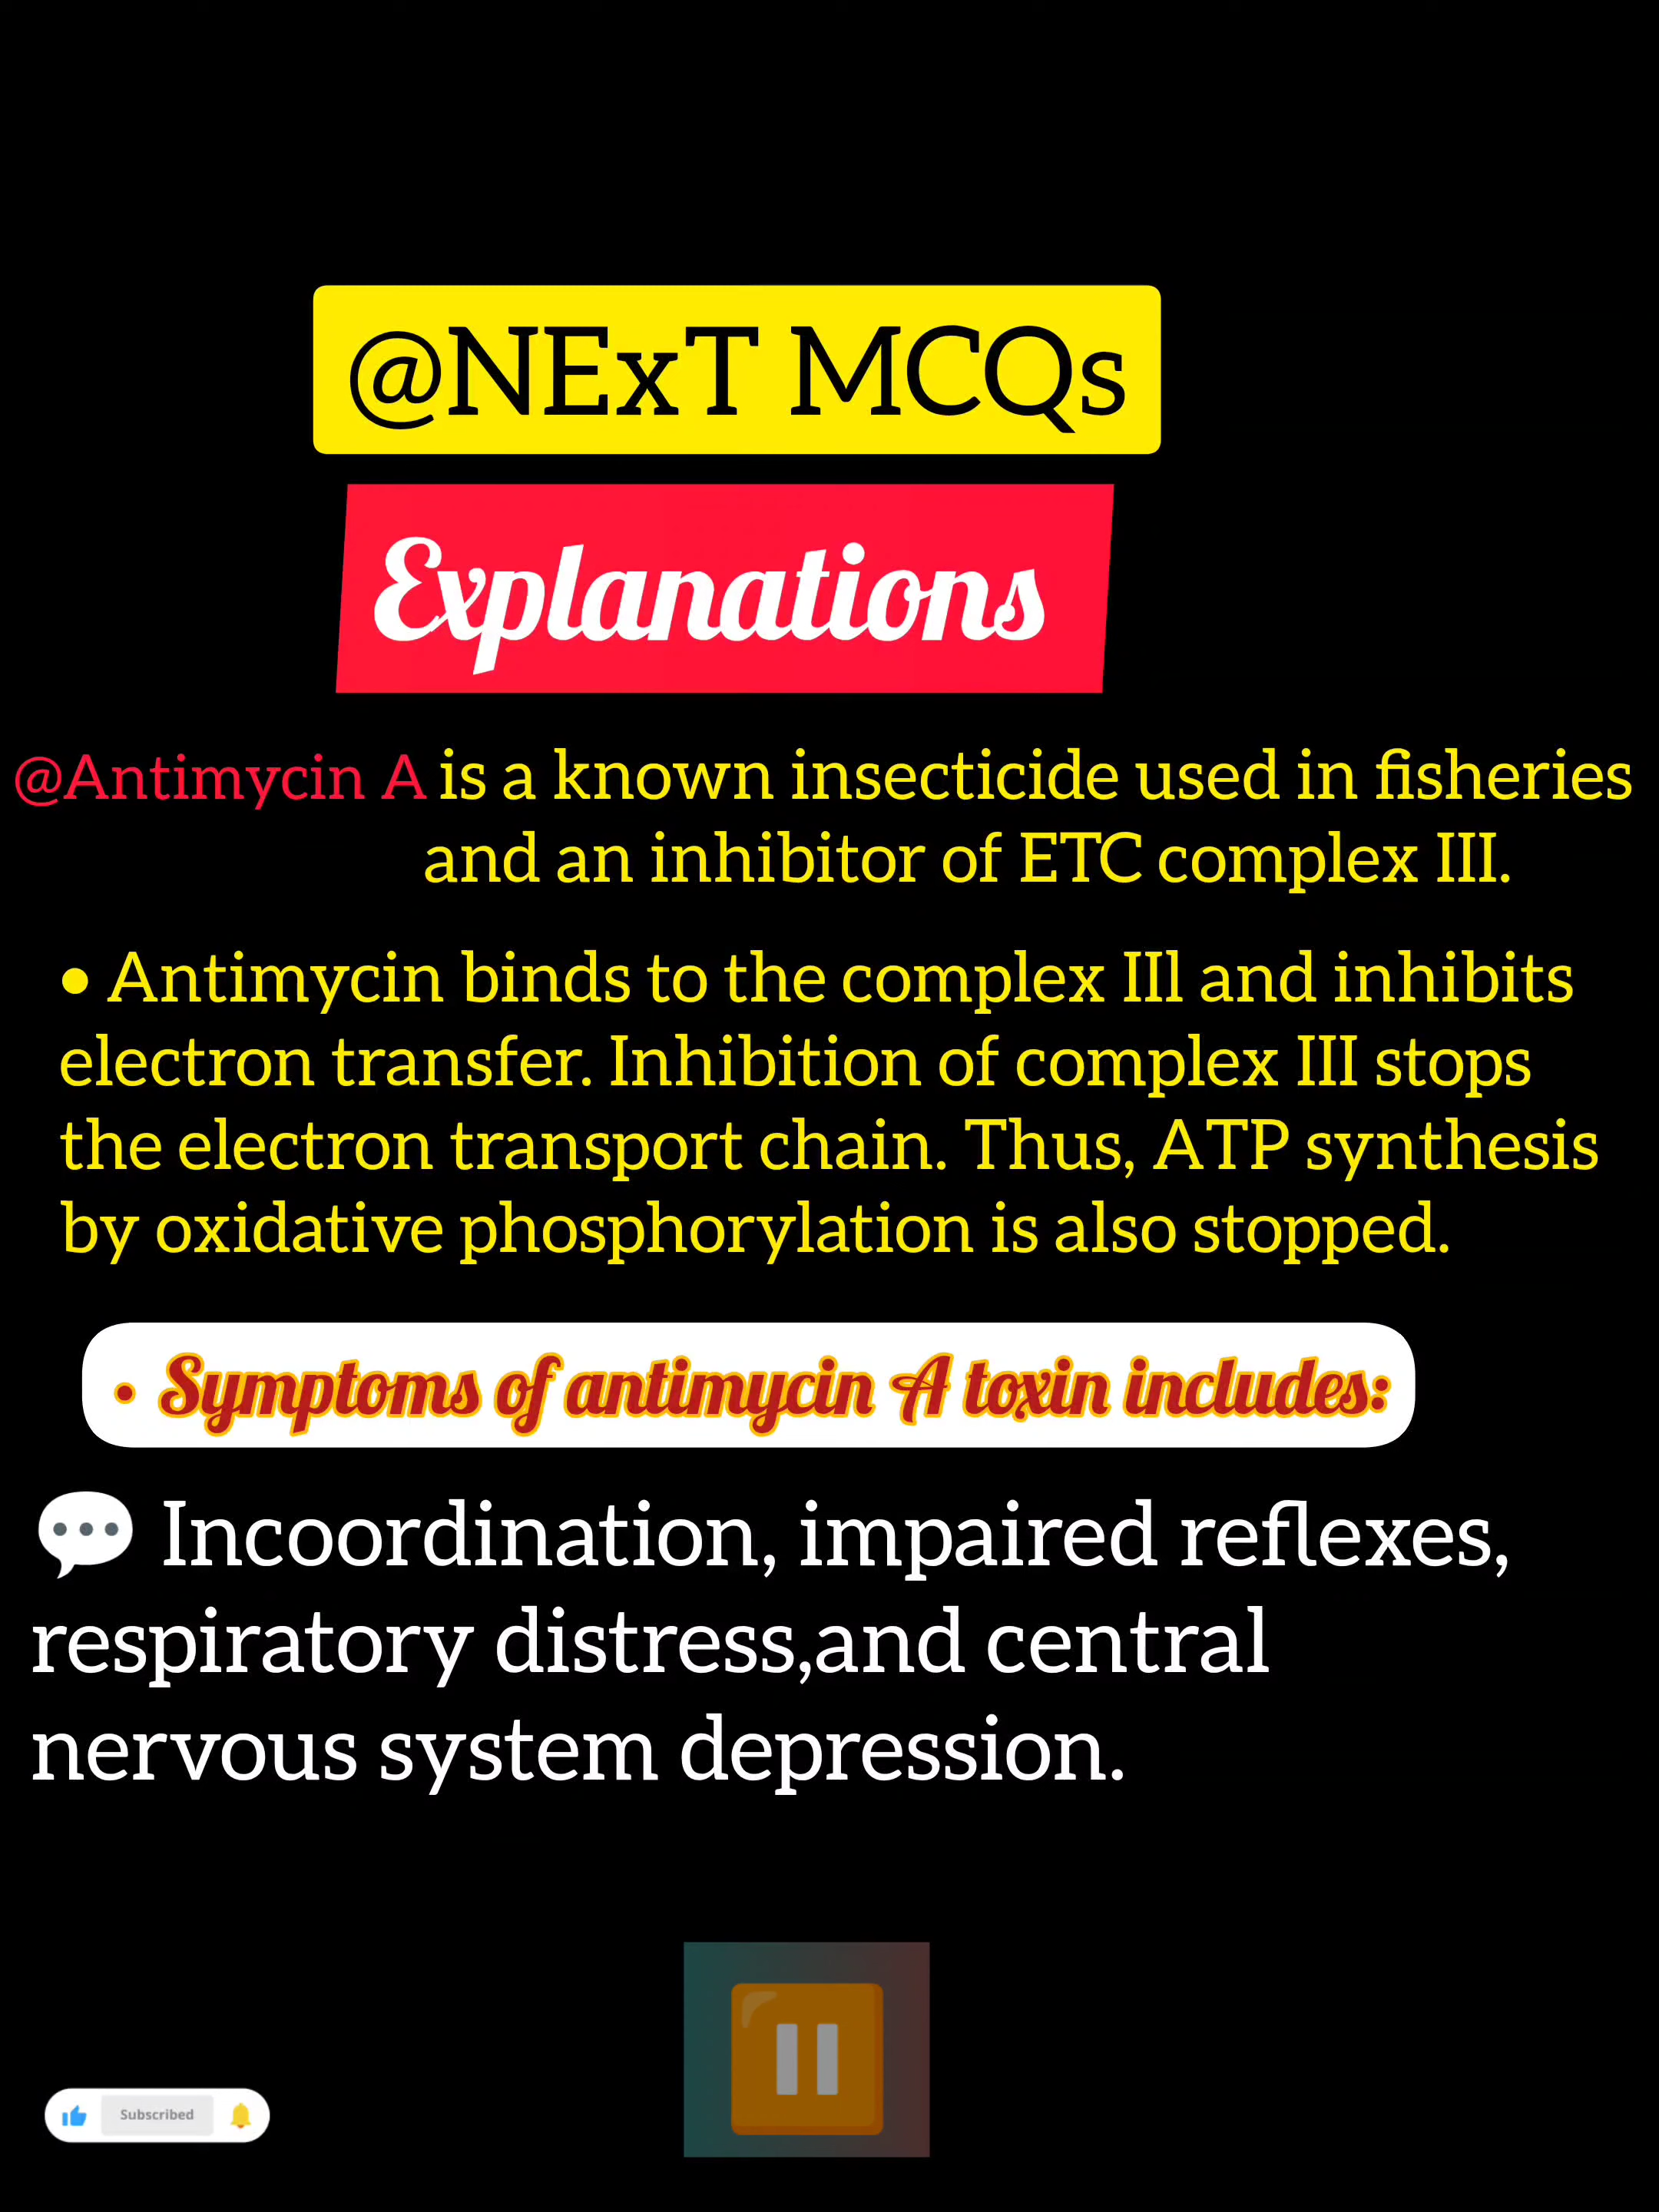 @NExT MCQs
Explanations
@Antimycin A is a known insecticide used in fisheries
and an inhibitor of ETC complex III.
• Antimycin binds to the complex IIl and inhibits
electron transfer. Inhibition of complex III stops
the electron transport chain. Thus, ATP synthesis
by oxidative phosphorylation is also stopped.
• Symptoms of antimycin A toxin includes:
💬 Incoordination, impaired reflexes,
respiratory distress,and central
nervous system depression.
Subscribed